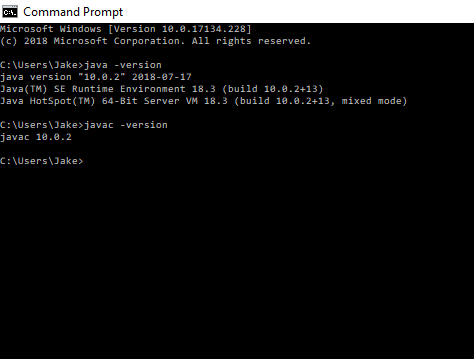 Command Prompt
Microsoft Windows [Version 10.0.17134.228]
(c) 2018 Microsoft Corporation. All rights reserved.
C:\Users\Jake>java -version
java version "10.0.2" 2018-07-17
Java(TM) SE Runtime Environment 18.3 (build 10.0.2+13)
Java HotSpot(TM) 64-Bit Server VM 18.3 (build 10.0.2+13, mixed mode)
C:\Users\Jake>javac -version
javac 10.0.2
C:\Users\Jake>